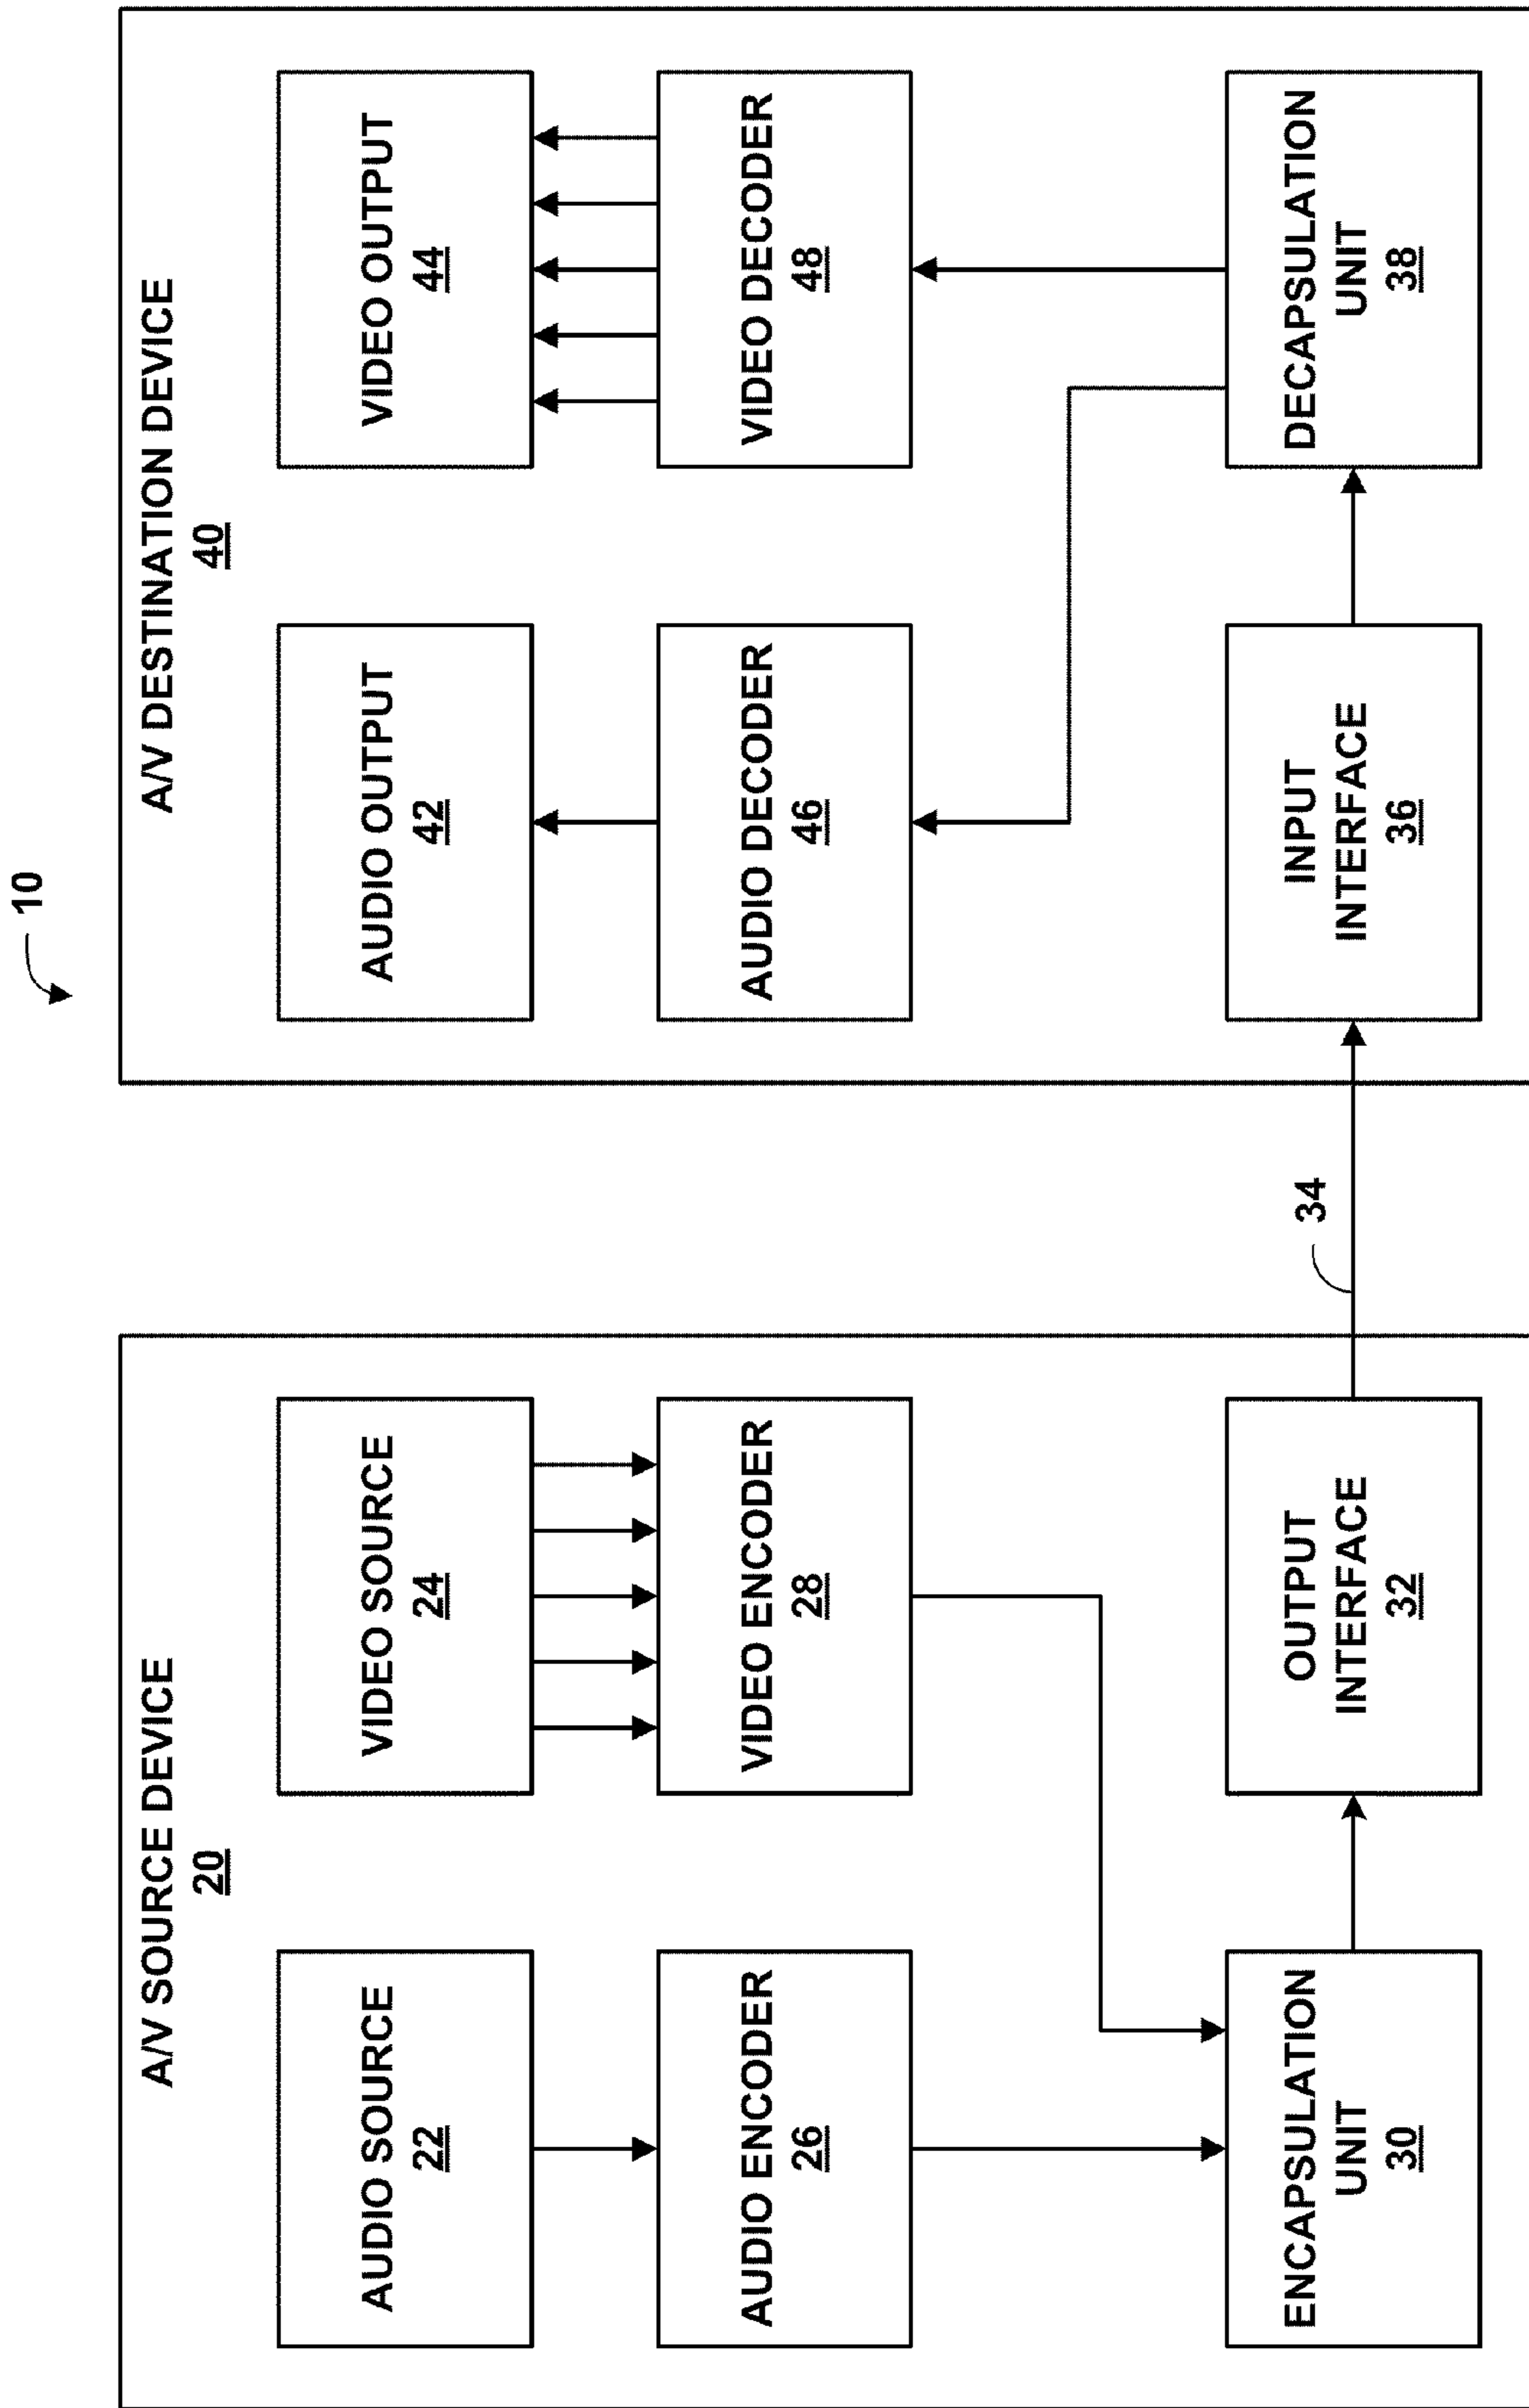 10
A/V SOURCE DEVICE
20
AUDIO SOURCE
22
VIDEO SOURCE
24
AUDIO ENCODER
26
VIDEO ENCODER
28
ENCAPSULATION
UNIT
30
OUTPUT
INTERFACE
32
34
A/V DESTINATION DEVICE
40
AUDIO OUTPUT
42
VIDEO OUTPUT
44
AUDIO DECODER
46
VIDEO DECODER
48
INPUT
INTERFACE
36
DECAPSULATION
UNIT
38